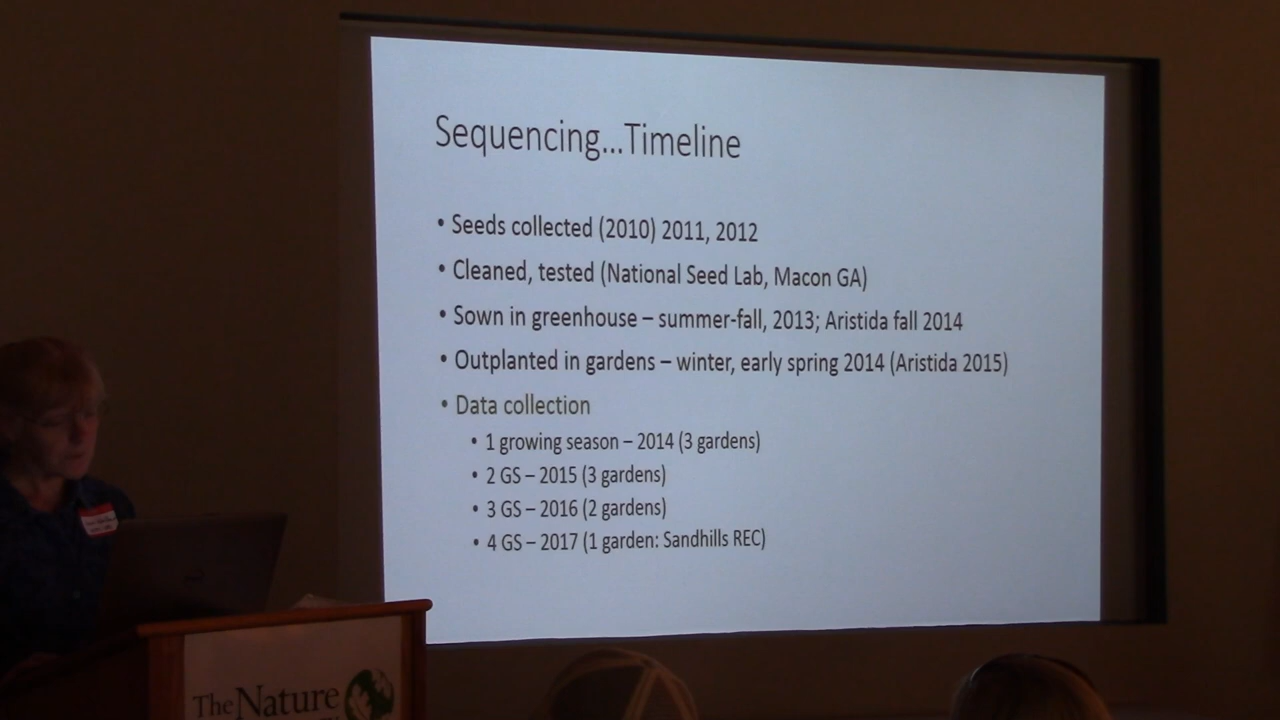 Sequencing...Timeline
• Seeds collected (2010) 2011, 2012
• Cleaned, tested (National Seed Lab, Macon GA)
• Sown in greenhouse – summer-fall, 2013; Aristida fall 2014
• Outplanted in gardens – winter, early spring 2014 (Aristida 2015)
• Data collection
• 1 growing season – 2014 (3 gardens)
• 2 GS – 2015 (3 gardens)
• 3 GS – 2016 (2 gardens)
• 4 GS – 2017 (1 garden: Sandhills REC)
The Nature